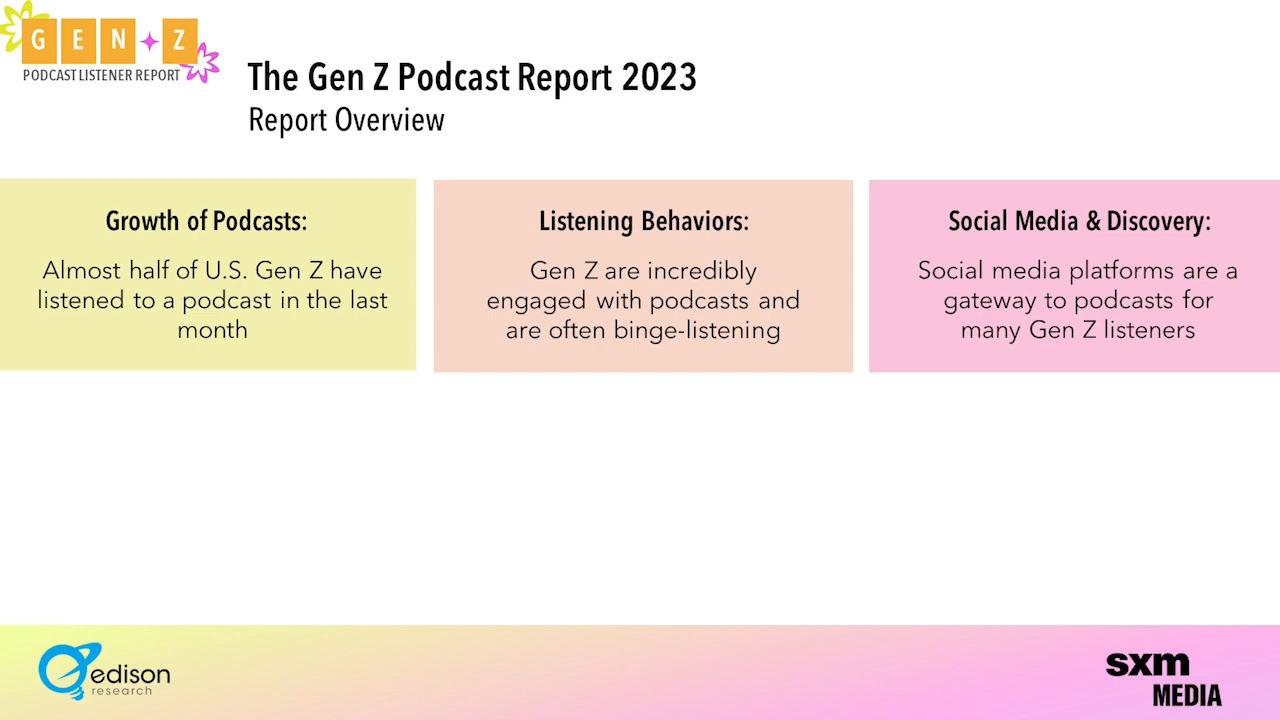 GEN Z
PODCAST LISTENER REPORT
The Gen Z Podcast Report 2023
Report Overview
Growth of Podcasts:
Almost half of U.S. Gen Z have
listened to a podcast in the last
month
Listening Behaviors:
Gen Z are incredibly
engaged with podcasts and
are often binge-listening
Social Media & Discovery:
Social media platforms are a
gateway to podcasts for
many Gen Z listeners
edison
research
sxm
MEDIA